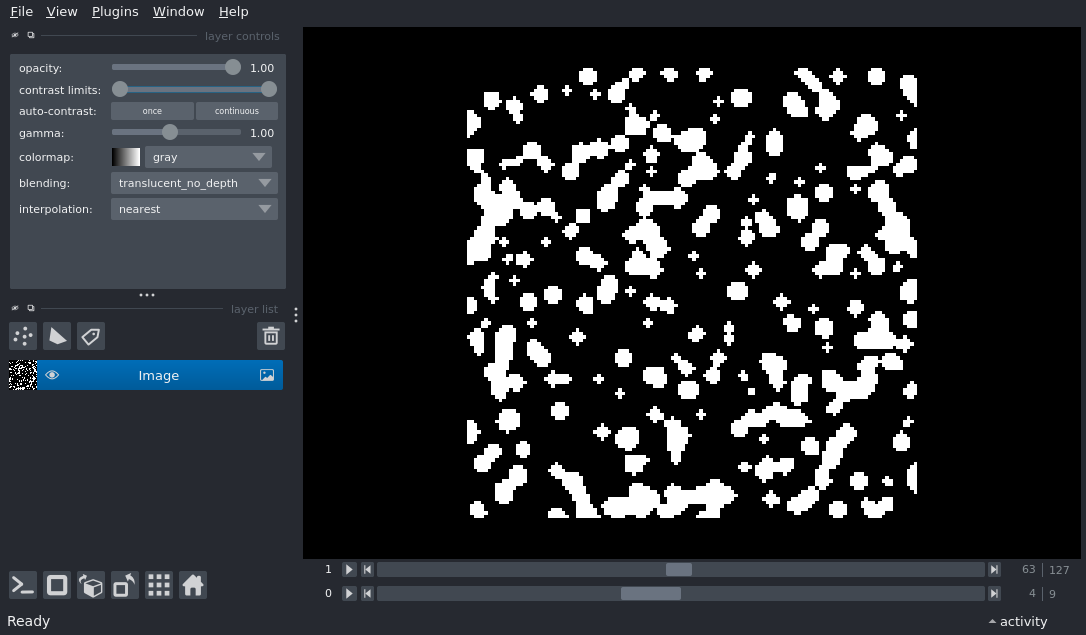 File View Plugins Window Help
layer controls
opacity: 1.00
contrast limits:
auto-contrast: once continuous
gamma: 1.00
colormap: gray
blending: translucent_no_depth
interpolation: nearest
layer list
Image
1 63 127
0 4 9
Ready activity